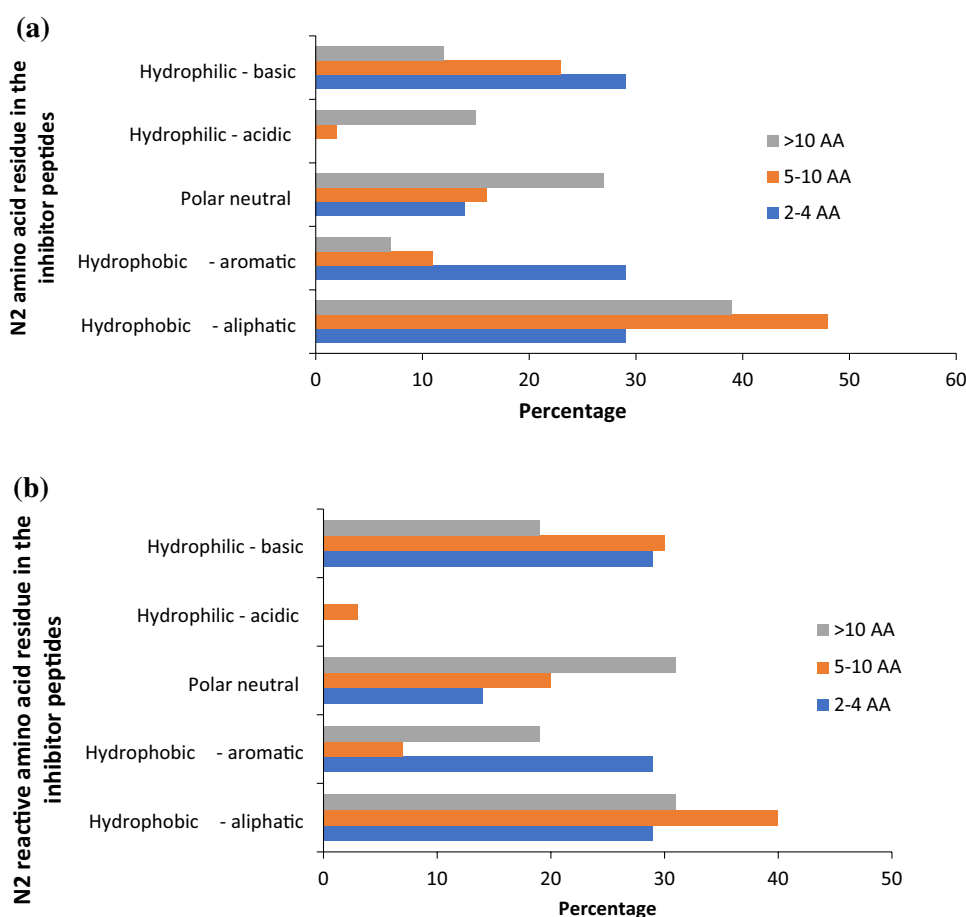 (a)
N2 amino acid residue in the
inhibitor peptides
Hydrophilic - basic
Hydrophilic - acidic
Polar neutral
Hydrophobic - aromatic
Hydrophobic - aliphatic
>10 AA
5-10 AA
2-4 AA
0 10 20 30 40 50 60
Percentage
(b)
N2 reactive amino acid residue in the
inhibitor peptides
Hydrophilic - basic
Hydrophilic - acidic
Polar neutral
Hydrophobic - aromatic
Hydrophobic - aliphatic
>10 AA
5-10 AA
2-4 AA
0 10 20 30 40 50
Percentage